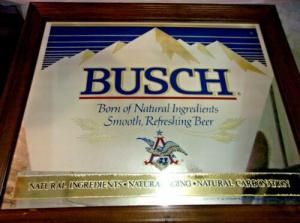 BUSCH
Born of Natural Ingredients
Smooth, Refreshing Beer
A
NATURAL INGREDIENTS • NATURAL AGING • NATURAL CARBONATION